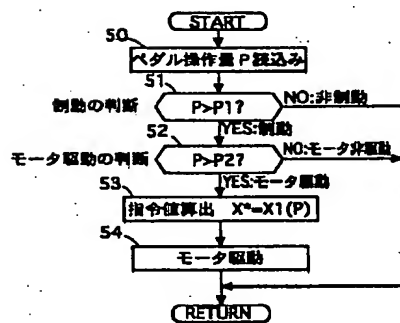 START
50
ペダル操作量P読込み
51
制動の判断
P>P1?
NO:非制動
YES:制動
52
モータ駆動の判断
P>P2?
NO:モータ非駆動
YES:モータ駆動
53
指令値算出 X*=X1(P)
54
モータ駆動
RETURN